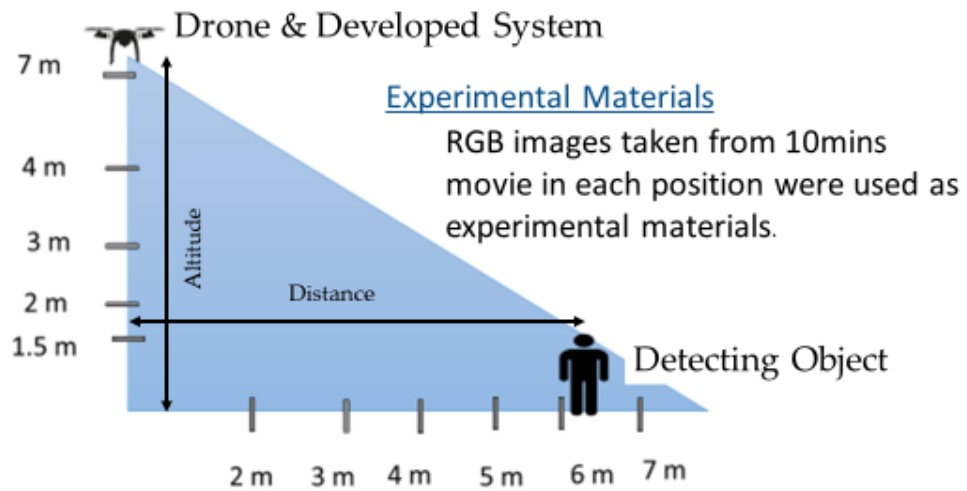 Drone & Developed System
7 m
Experimental Materials
RGB images taken from 10mins
movie in each position were used as
experimental materials.
4 m
3 m
Altitude
Distance
2 m
1.5 m
Detecting Object
2 m
3 m
4 m
5 m
6 m
7 m